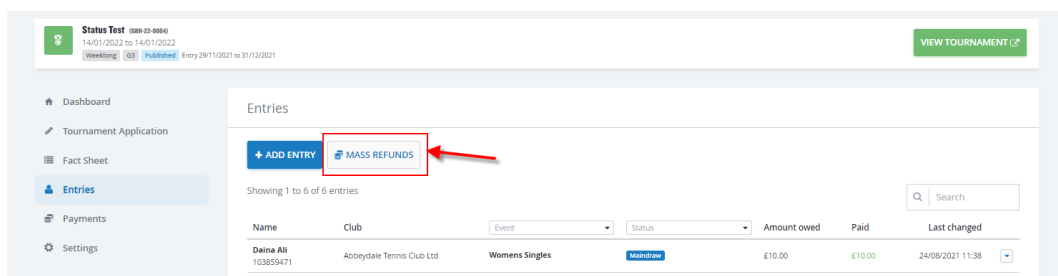 Status Test (GBR-22-0004)
14/01/2022 to 14/01/2022
Weeklong G3 Published Entry 29/11/2021 to 31/12/2021
VIEW TOURNAMENT
Dashboard
Tournament Application
Fact Sheet
Entries
Payments
Settings
Entries
+ ADD ENTRY MASS REFUNDS
Showing 1 to 6 of 6 entries
Search
Name Club Event Status Amount owed Paid Last changed
Daina Ali Abbeydale Tennis Club Ltd Womens Singles Maindraw £10.00 £10.00 24/08/2021 11:38
103859471